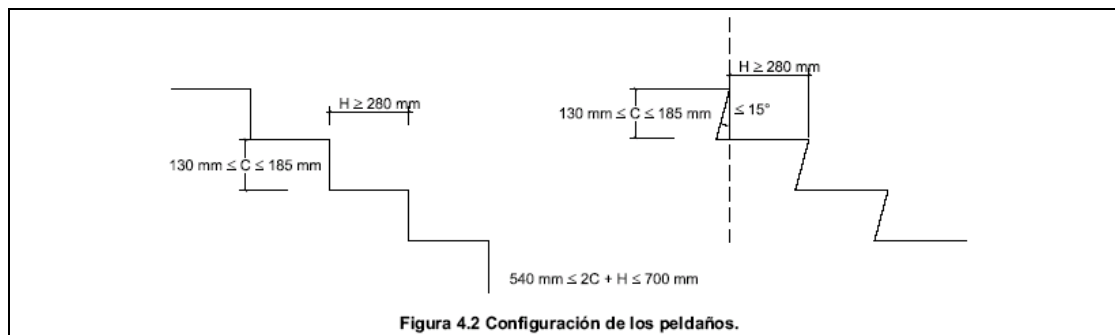 H ≥ 280 mm
130 mm ≤ C ≤ 185 mm
H ≥ 280 mm
130 mm ≤ C ≤ 185 mm
≤ 15°
540 mm ≤ 2C + H ≤ 700 mm
Figura 4.2 Configuración de los peldaños.